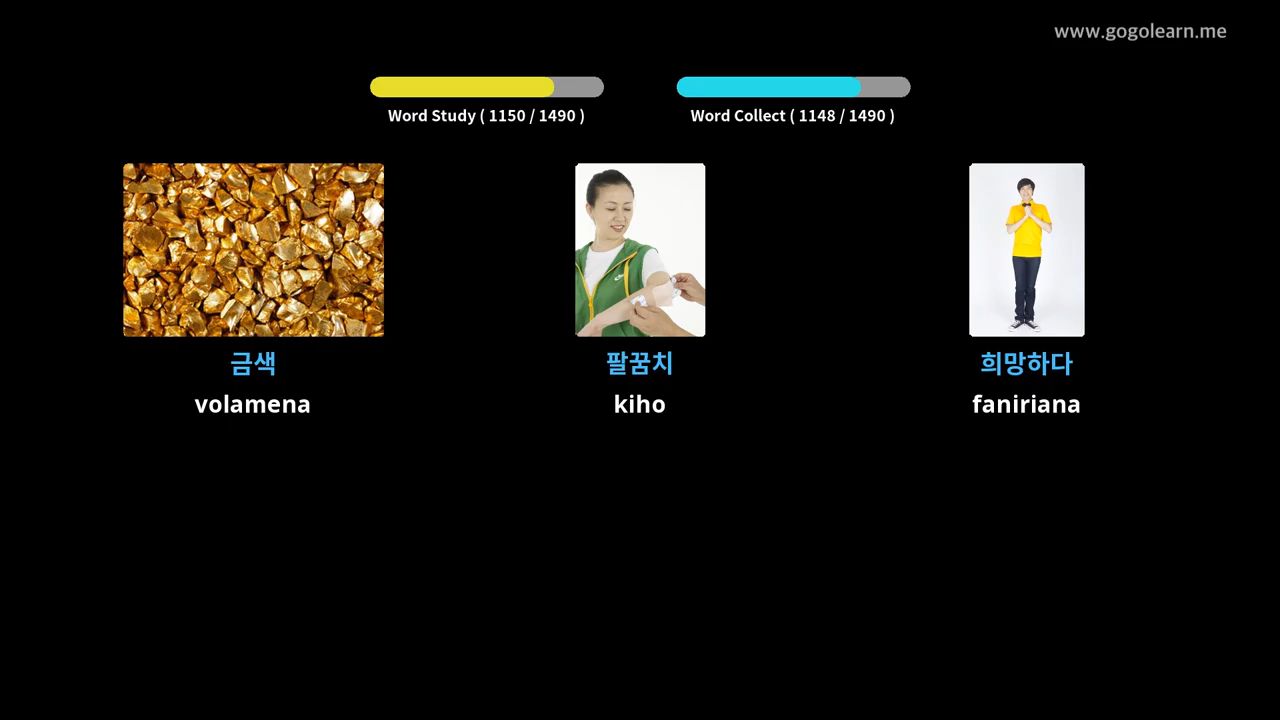 www.gogolearn.me
Word Study ( 1150 / 1490 )
Word Collect ( 1148 / 1490 )
금색
팔꿈치
희망하다
volamena
kiho
faniriana